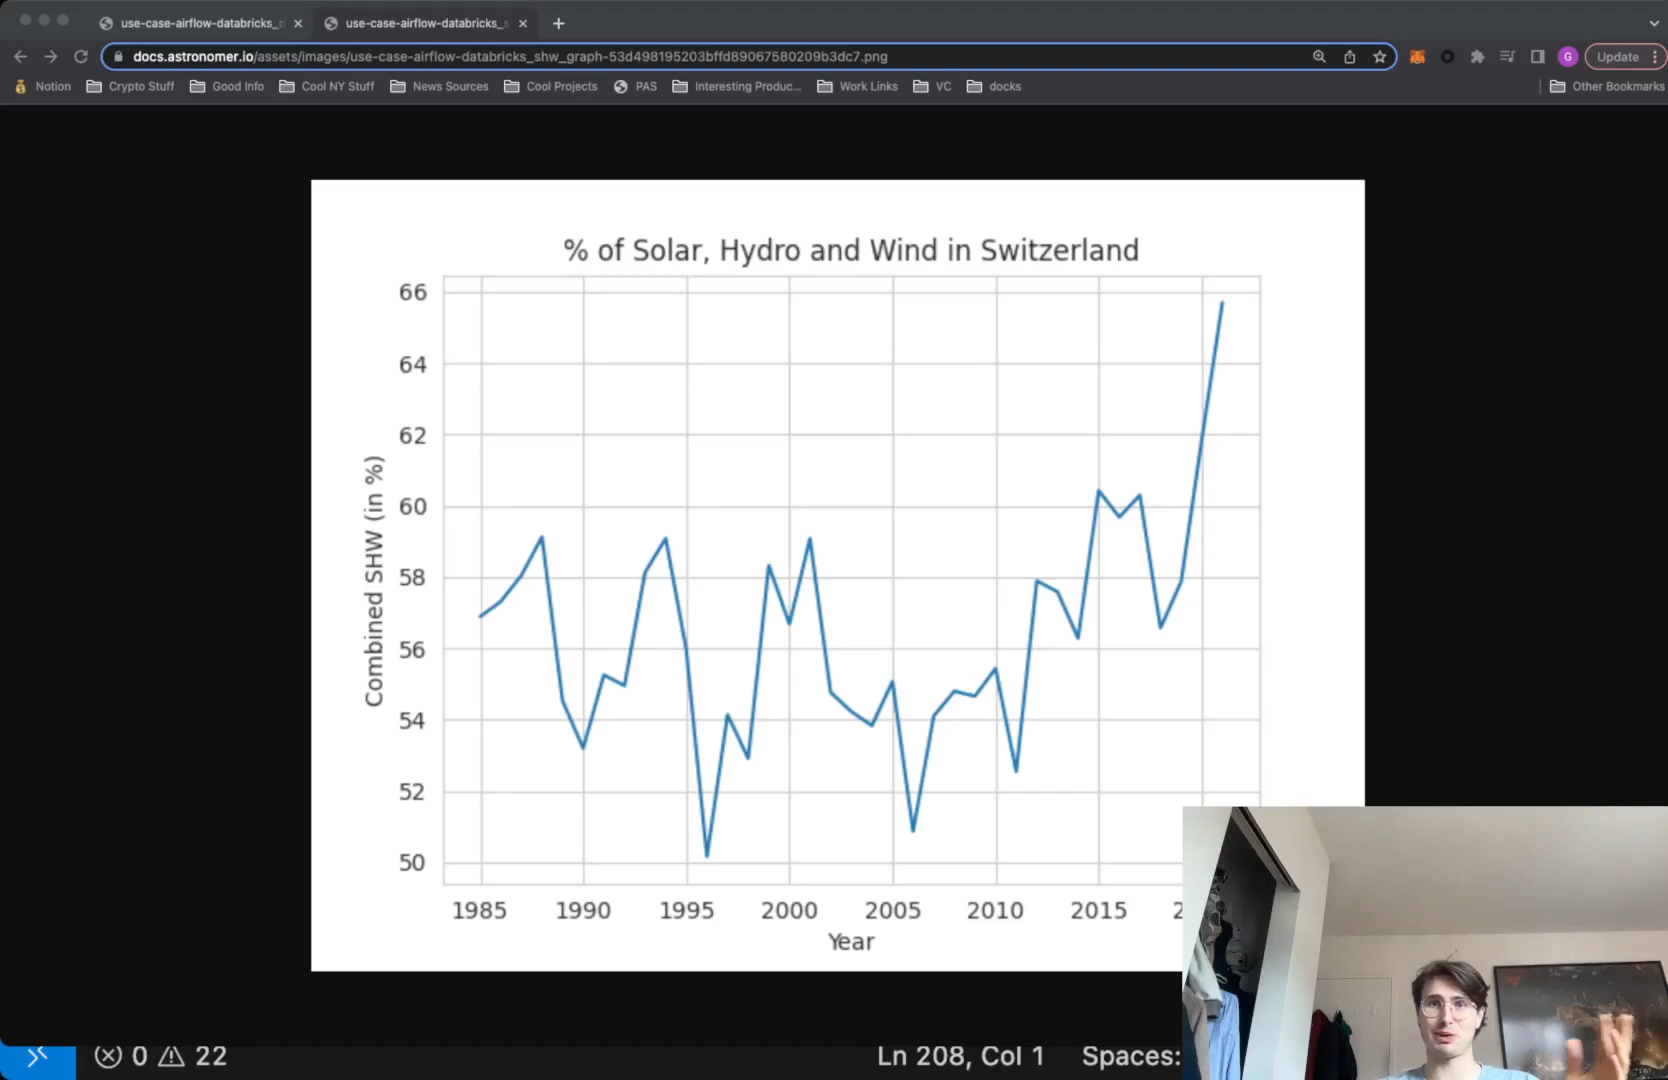 use-case-airflow-databricks_
use-case-airflow-databricks_s
docs.astronomer.io/assets/images/use-case-airflow-databricks_shw_graph-53d498195203bffd89067580209b3dc7.png
G
Update
Notion
Crypto Stuff
Good Info
Cool NY Stuff
News Sources
Cool Projects
PAS
Interesting Produc...
Work Links
VC
docks
Other Bookmarks
% of Solar, Hydro and Wind in Switzerland
Combined SHW (in %)
66
64
62
60
58
56
54
52
50
1985 1990 1995 2000 2005 2010 2015 2
Year
0 22
Ln 208, Col 1 Spaces: